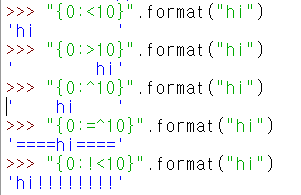 >>> "{0:<10}".format("hi")
'hi        '
>>> "{0:>10}".format("hi")
'        hi'
>>> "{0:^10}".format("hi")
'    hi    '
>>> "{0:=^10}".format("hi")
'====hi===='
>>> "{0:!<10}".format("hi")
'hi!!!!!!!!'